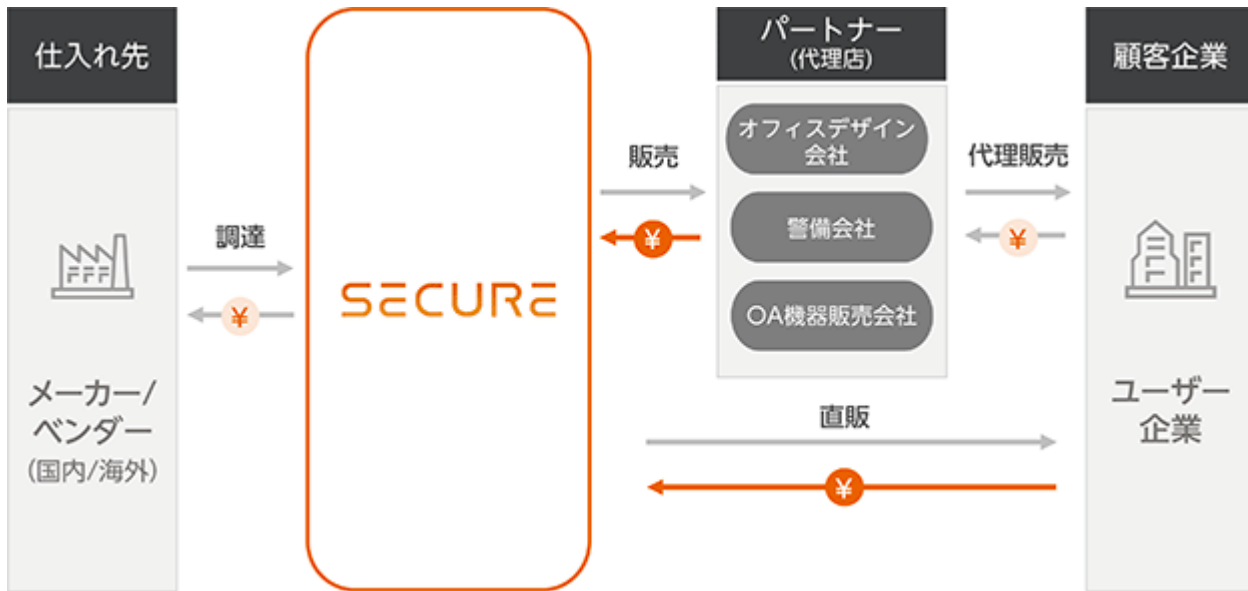 仕入れ先
メーカー/
ベンダー
(国内/海外)
調達
¥
SECURE
販売
¥
パートナー
(代理店)
オフィスデザイン
会社
警備会社
OA機器販売会社
代理販売
¥
直販
¥
顧客企業
ユーザー
企業